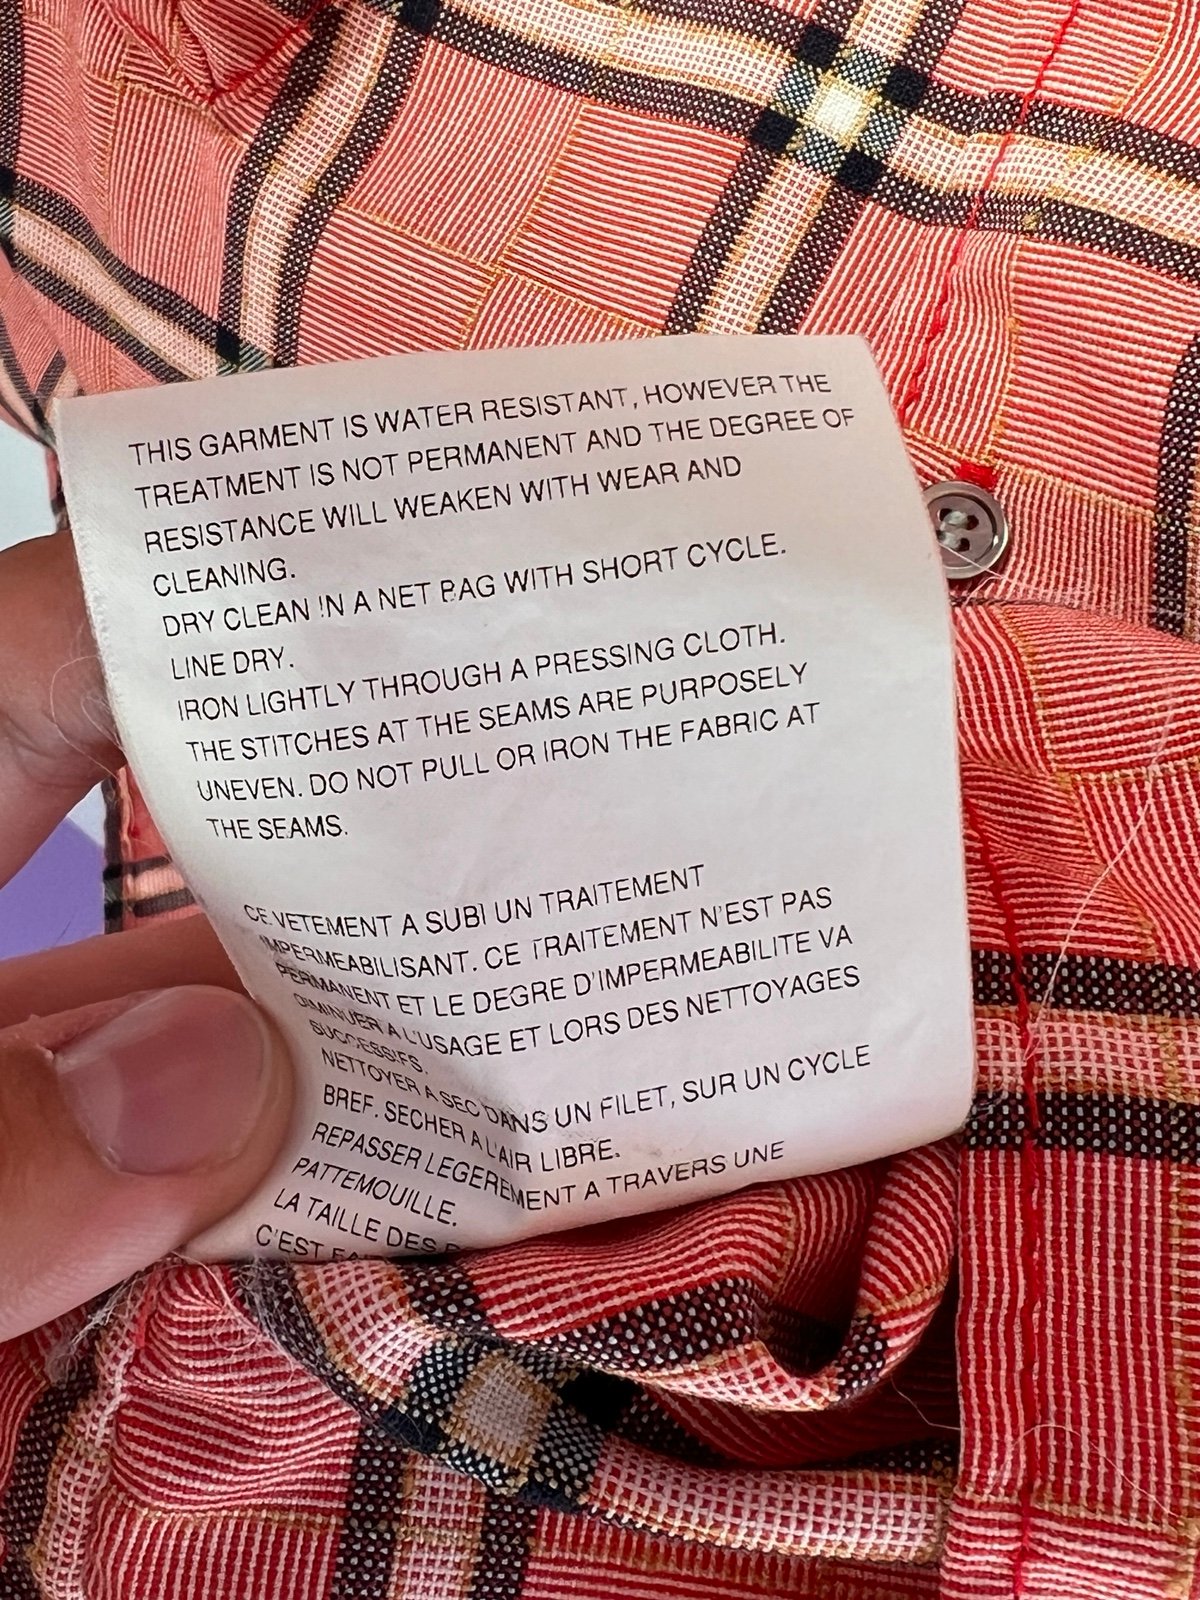 THIS GARMENT IS WATER RESISTANT, HOWEVER THE
TREATMENT IS NOT PERMANENT AND THE DEGREE OF
RESISTANCE WILL WEAKEN WITH WEAR AND
CLEANING.
DRY CLEAN IN A NET BAG WITH SHORT CYCLE.
LINE DRY.
IRON LIGHTLY THROUGH A PRESSING CLOTH.
THE STITCHES AT THE SEAMS ARE PURPOSELY
UNEVEN. DO NOT PULL OR IRON THE FABRIC AT
THE SEAMS.
CE VETEMENT A SUBI UN TRAITEMENT
IMPERMEABILISANT. CE TRAITEMENT N'EST PAS
PERMANENT ET LE DEGRE D'IMPERMEABILITE VA
DIMINUER A L'USAGE ET LORS DES NETTOYAGES
SUCCESSIFS.
NETTOYER A SEC DANS UN FILET, SUR UN CYCLE
BREF. SECHER A L'AIR LIBRE.
REPASSER LEGEREMENT A TRAVERS UNE
PATTEMOUILLE.
LA TAILLE DES
C'EST